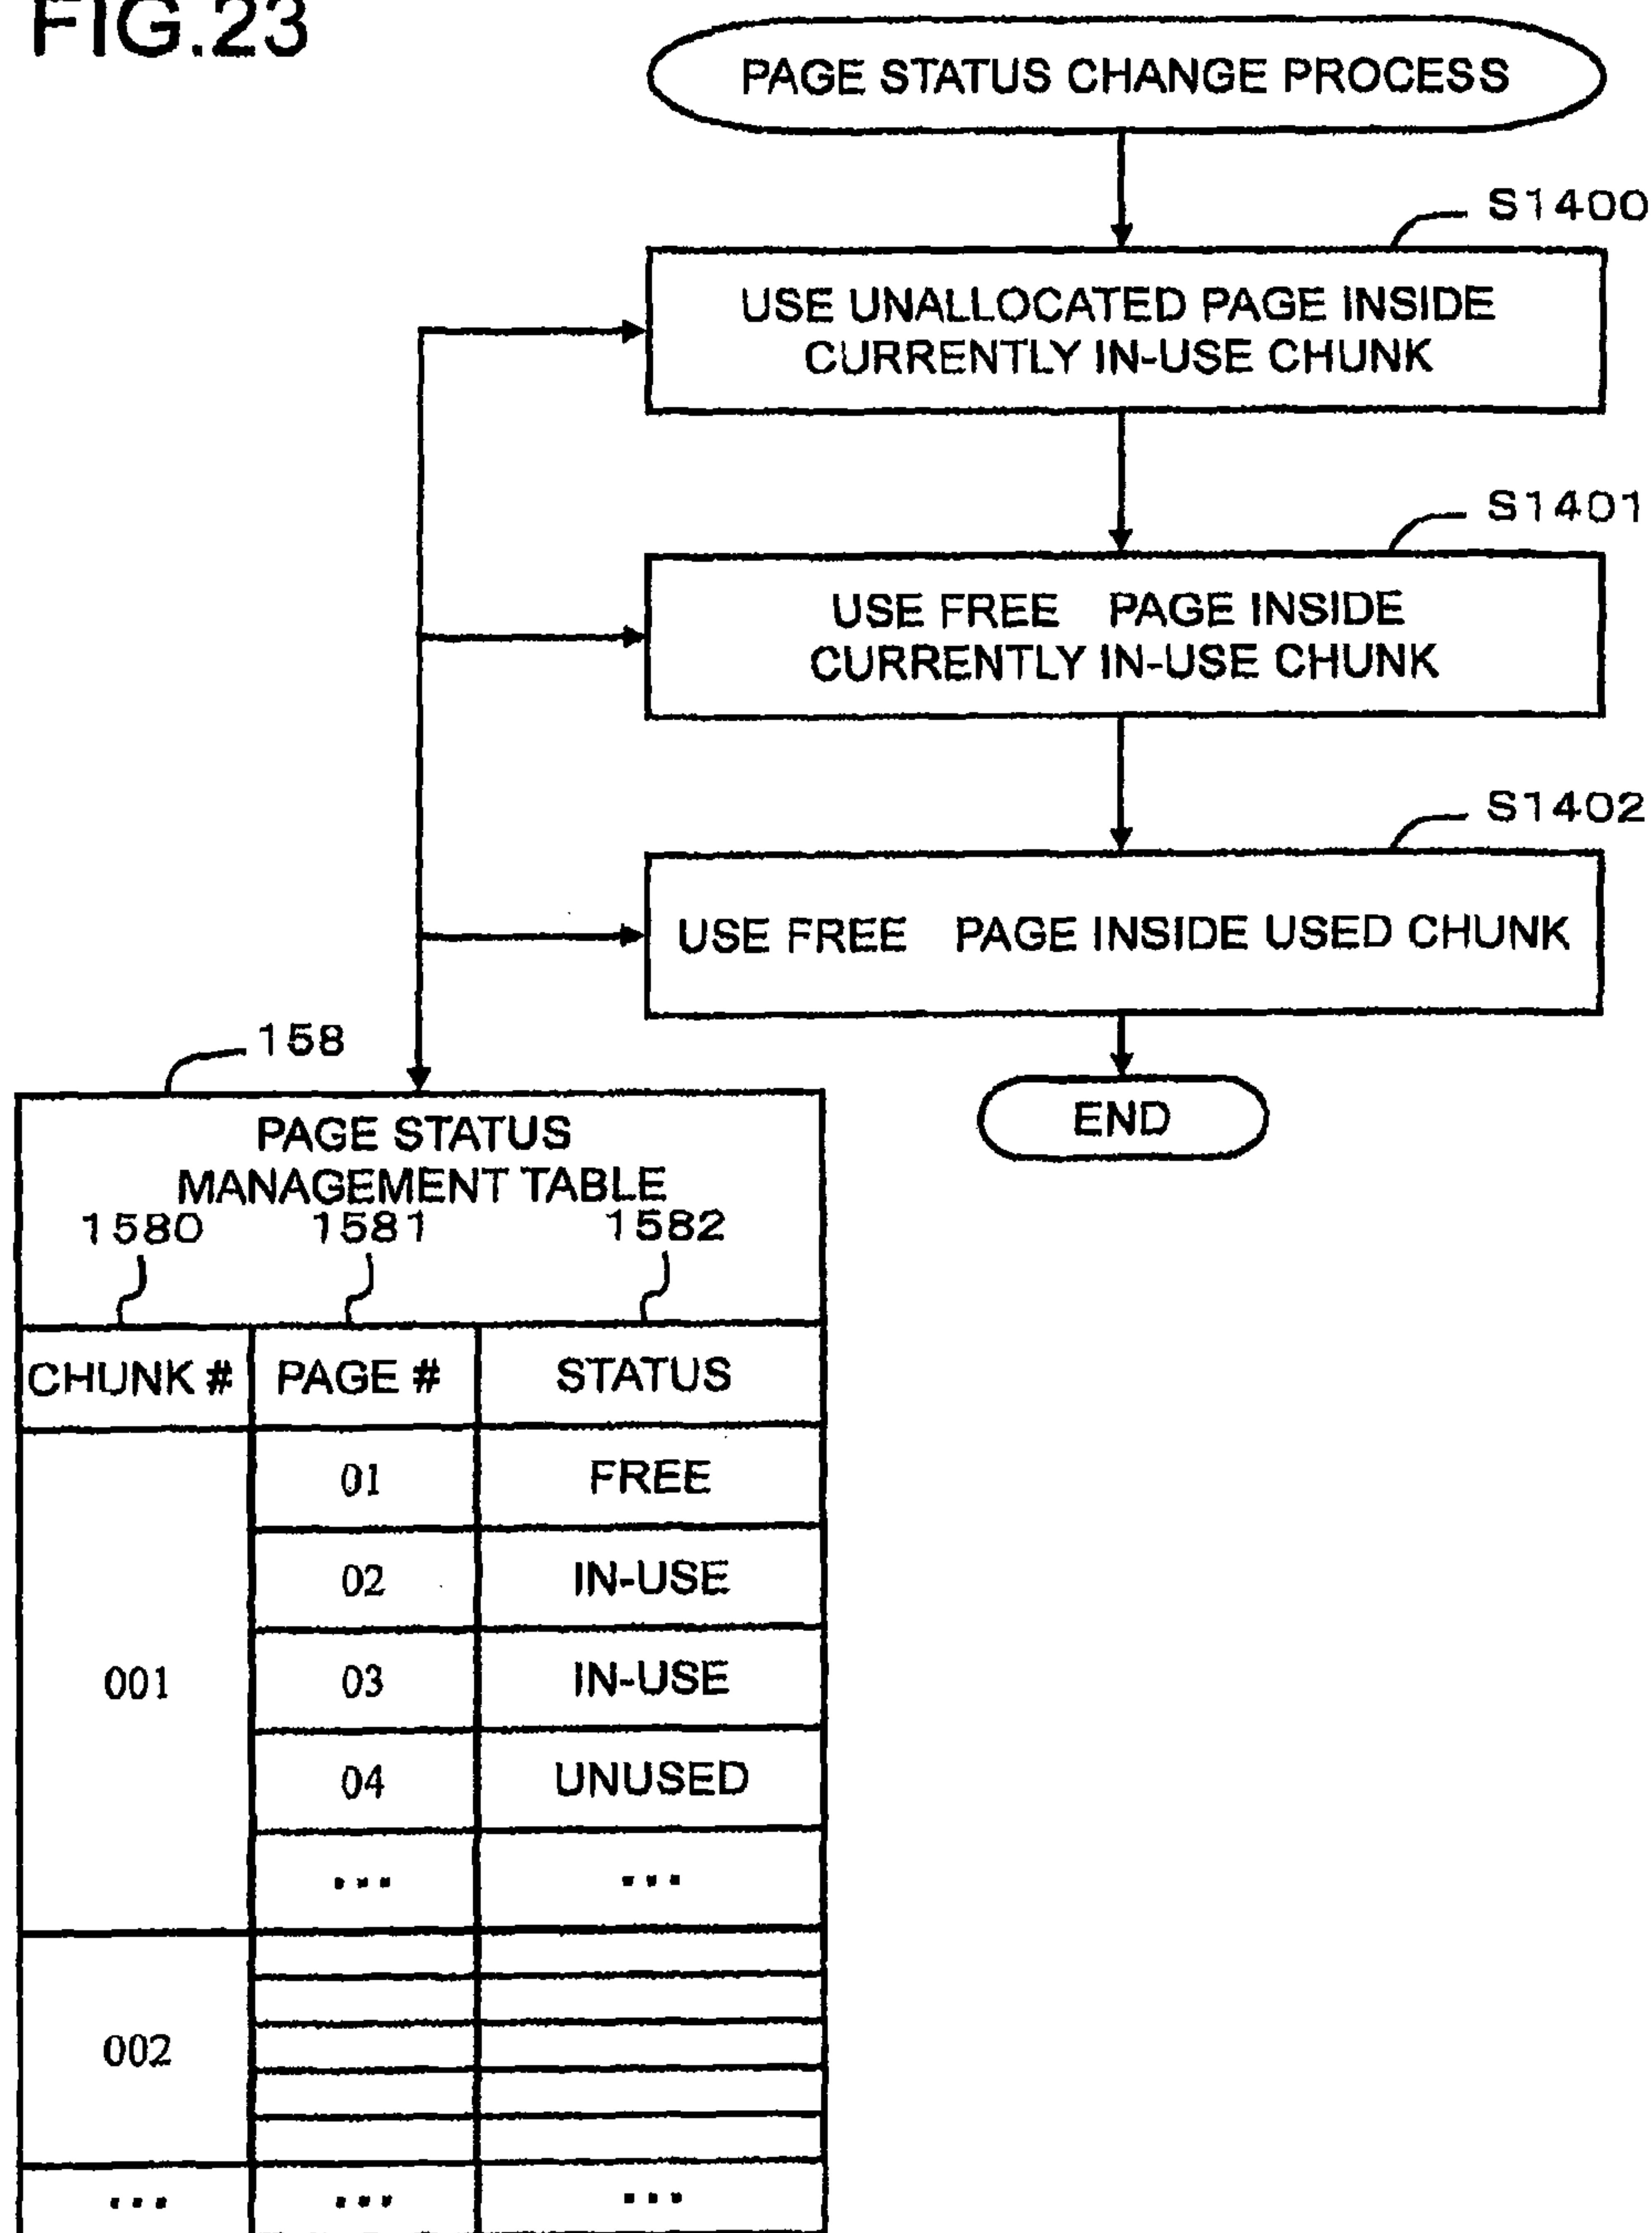 FIG.23
PAGE STATUS CHANGE PROCESS
S1400
USE UNALLOCATED PAGE INSIDE
CURRENTLY IN-USE CHUNK
S1401
USE FREE PAGE INSIDE
CURRENTLY IN-USE CHUNK
S1402
USE FREE PAGE INSIDE USED CHUNK
END
158
PAGE STATUS
MANAGEMENT TABLE
1580 1581 1582
CHUNK # PAGE # STATUS
001
01 FREE
02 IN-USE
03 IN-USE
04 UNUSED
... ...
002
... ... ...